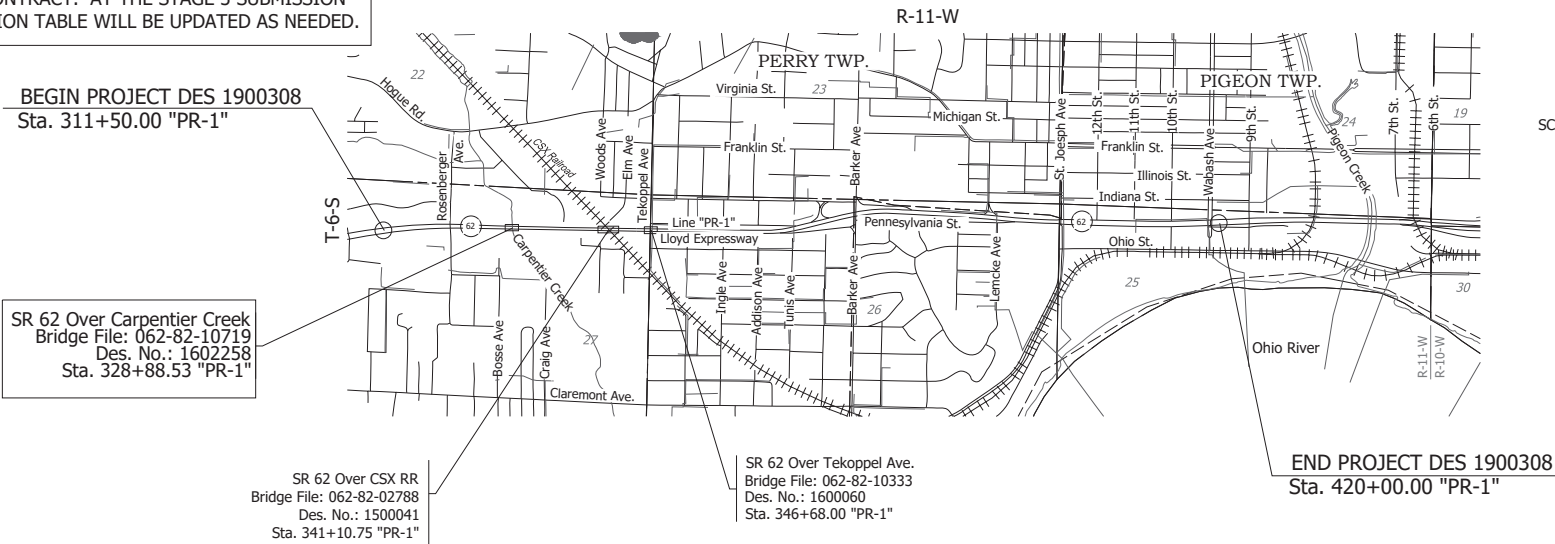 ONTRACT. AT THE STAGE 3 SUBMISSION
ION TABLE WILL BE UPDATED AS NEEDED.
R-11-W
PERRY TWP.
PIGEON TWP.
22
23
24
19
SC
BEGIN PROJECT DES 1900308
Sta. 311+50.00 "PR-1"
Hogue Rd.
Virginia St.
Michigan St.
Franklin St.
Franklin St.
Illinois St.
Indiana St.
Rosenberger
Ave.
CSX Railroad
Woods Ave
Elm Ave
Tekoppel Ave
Barker Ave
St. Joesph Ave
12th St.
11th St.
10th St.
Wabash Ave
9th St.
Pigeon Creek
7th St.
6th St.
T-6-S
62
Line "PR-1"
Lloyd Expressway
Pennsylvania St.
62
Ohio St.
Carpentier Creek
Ingle Ave
Addison Ave
Tunis Ave
Barker Ave
Lemcke Ave
26
25
30
27
Bosse Ave
Craig Ave
Claremont Ave.
Ohio River
R-11-W
R-10-W
SR 62 Over Carpentier Creek
Bridge File: 062-82-10719
Des. No.: 1602258
Sta. 328+88.53 "PR-1"
SR 62 Over CSX RR
Bridge File: 062-82-02788
Des. No.: 1500041
Sta. 341+10.75 "PR-1"
SR 62 Over Tekoppel Ave.
Bridge File: 062-82-10333
Des. No.: 1600060
Sta. 346+68.00 "PR-1"
END PROJECT DES 1900308
Sta. 420+00.00 "PR-1"